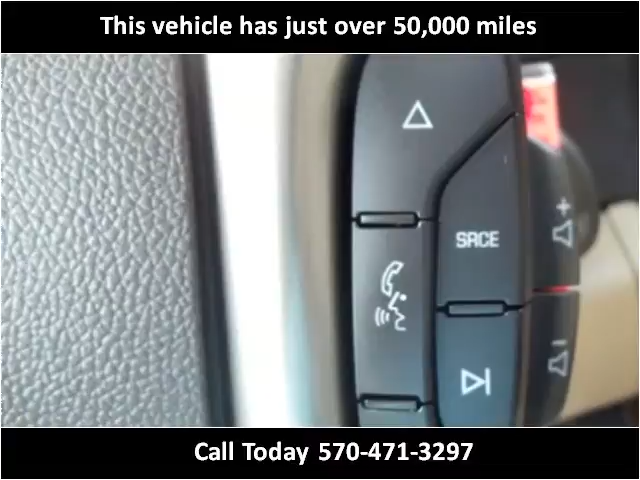 This vehicle has just over 50,000 miles
SRCE
Call Today 570-471-3297